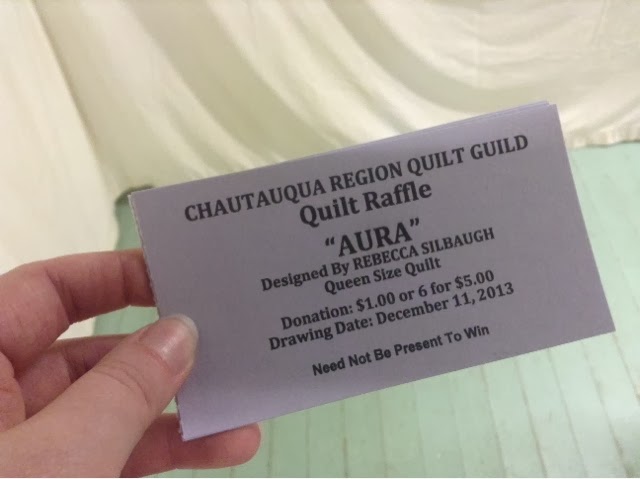 CHAUTAUQUA REGION QUILT GUILD
Quilt Raffle
“AURA”
Designed By REBECCA SILBAUGH
Queen Size Quilt
Donation: $1.00 or 6 for $5.00
Drawing Date: December 11, 2013
Need Not Be Present To Win